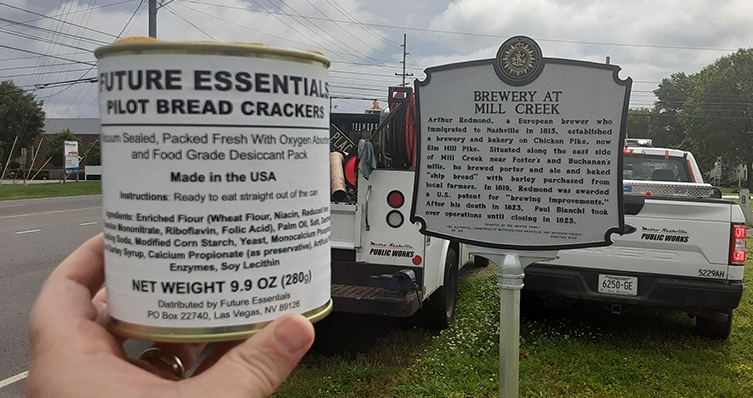 FUTURE ESSENTIALS
PILOT BREAD CRACKERS
Sealed, Packed Fresh With Oxygen
and Food Grade Desiccant Pack
Made in the USA
Instructions: Ready to eat straight out of the can
Ingredients: Enriched Flour (Wheat Flour, Niacin, Reduced
Mononitrate, Riboflavin, Folic Acid), Palm Oil, Salt,
Soda, Modified Corn Starch, Yeast, Monocalcium
Barley Syrup, Calcium Propionate (as preservative),
Enzymes, Soy Lecithin
NET WEIGHT 9.9 OZ (280g)
Distributed by Future Essentials
PO Box 22740, Las Vegas, NV 89126
BREWERY AT
MILL CREEK
Arthur Redmond, a European brewer who
immigrated to Nashville in 1815, established
a brewery and bakery on Chicken Pike, now
Elm Hill Pike. Situated along the east side
of Mill Creek near Foster's and Buchanan's
mills, he brewed porter and ale and baked
"ship bread" with barley purchased from
local farmers. In 1819, Redmond was awarded
a U.S. patent for "brewing improvements."
After his death in 1823, Paul Bianchi took
over operations until closing in 1825.
Metro Nashville
PUBLIC WORKS
Metro Nashville
PUBLIC WORKS
5229AH
6250-GE